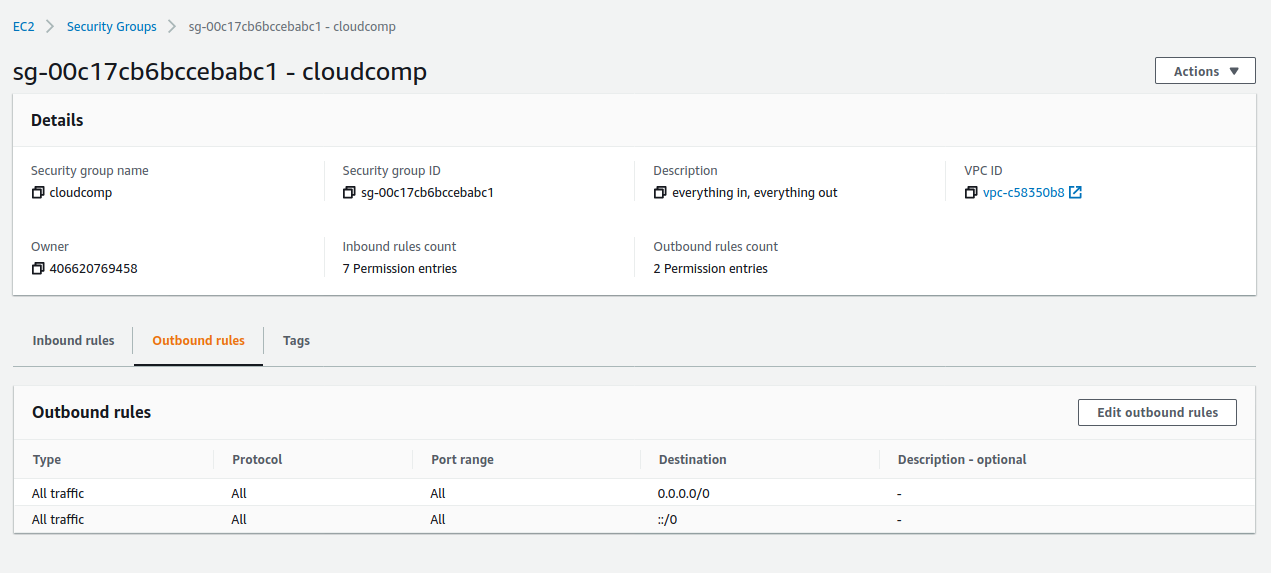 EC2 > Security Groups > sg-00c17cb6bccebabc1 - cloudcomp
sg-00c17cb6bccebabc1 - cloudcomp
Actions ▼
Details
Security group name Security group ID Description VPC ID
cloudcomp sg-00c17cb6bccebabc1 everything in, everything out vpc-c58350b8
Owner Inbound rules count Outbound rules count
406620769458 7 Permission entries 2 Permission entries
Inbound rules Outbound rules Tags
Outbound rules Edit outbound rules
Type Protocol Port range Destination Description - optional
All traffic All All 0.0.0.0/0 -
All traffic All All ::/0 -